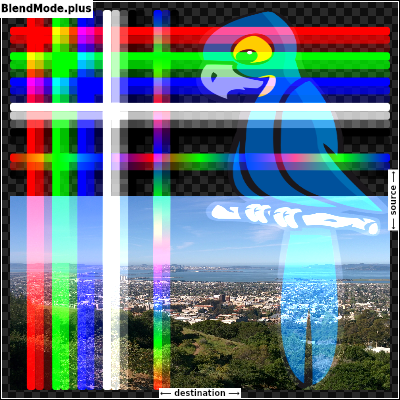 BlendMode.plus
⟵ source ⟶
⟵ destination ⟶